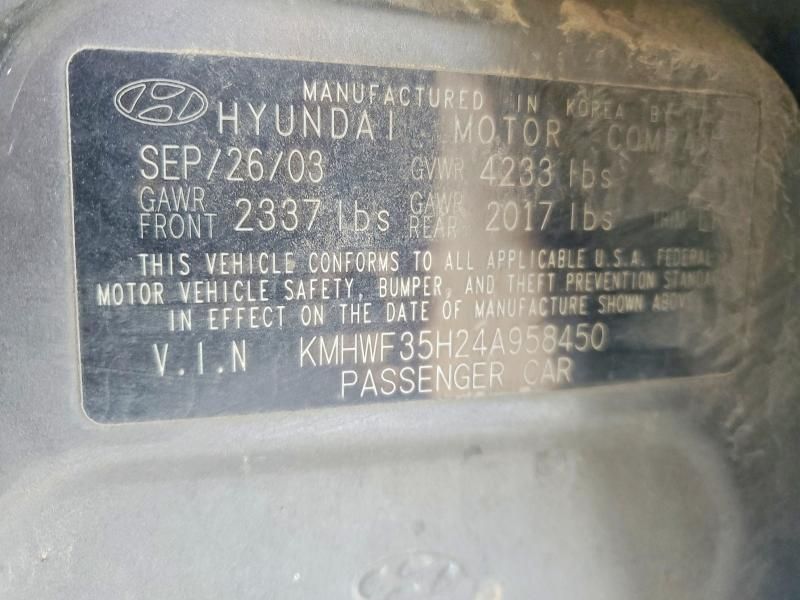 MANUFACTURED IN KOREA BY
HYUNDAI MOTOR COMPANY
SEP/26/03 GVWR 4233 lbs
GAWR FRONT 2337 lbs GAWR REAR 2017 lbs
THIS VEHICLE CONFORMS TO ALL APPLICABLE U.S.A. FEDERAL
MOTOR VEHICLE SAFETY, BUMPER, AND THEFT PREVENTION
IN EFFECT ON THE DATE OF MANUFACTURE SHOWN ABOVE
V.I.N KMHWF35H24A958450
PASSENGER CAR